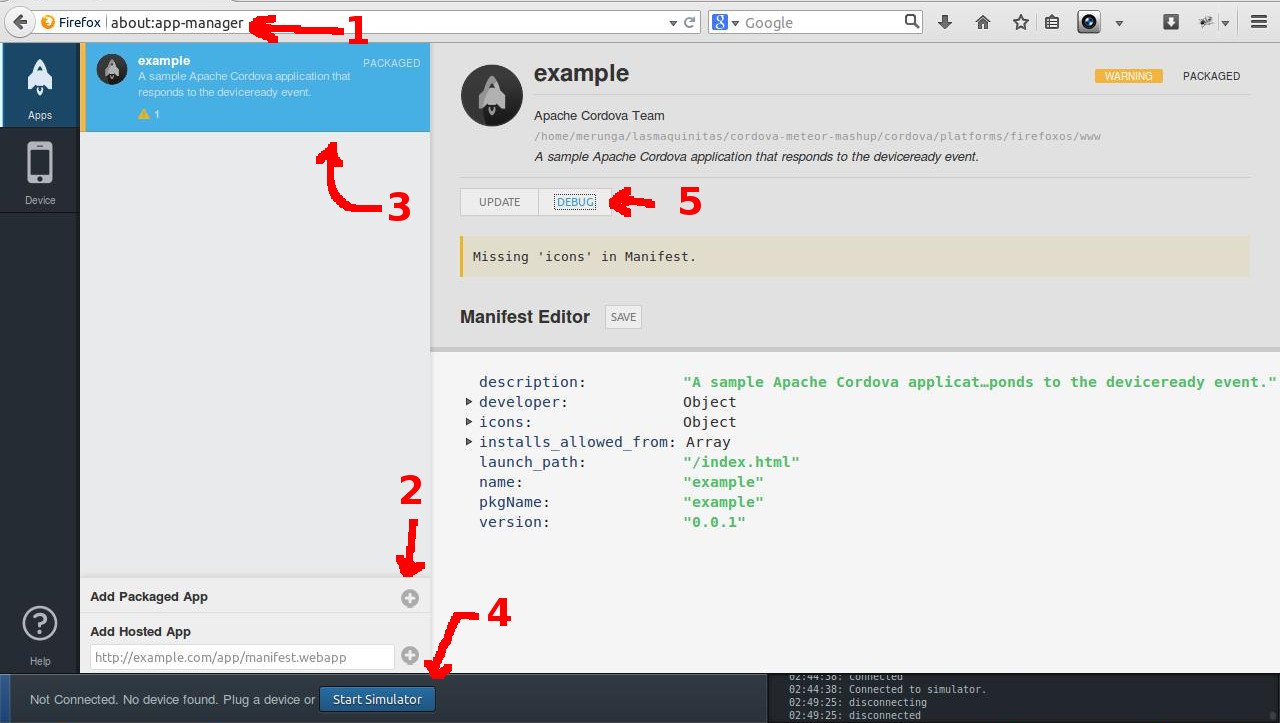 Firefox about:app-manager
1
Google
Apps
Device
Help
example
PACKAGED
A sample Apache Cordova application that
responds to the deviceready event.
1
3
2
Add Packaged App
Add Hosted App
http://example.com/app/manifest.webapp
4
example
WARNING PACKAGED
Apache Cordova Team
/home/merunga/lasmaquinitas/cordova-meteor-mashup/cordova/platforms/firefoxos/www
A sample Apache Cordova application that responds to the deviceready event.
UPDATE DEBUG
5
Missing 'icons' in Manifest.
Manifest Editor SAVE
description: "A sample Apache Cordova applicat…ponds to the deviceready event."
developer: Object
icons: Object
installs_allowed_from: Array
launch_path: "/index.html"
name: "example"
pkgName: "example"
version: "0.0.1"
Not Connected. No device found. Plug a device or Start Simulator
02:44:38: connected
02:44:38: Connected to simulator.
02:49:25: disconnecting
02:49:25: disconnected